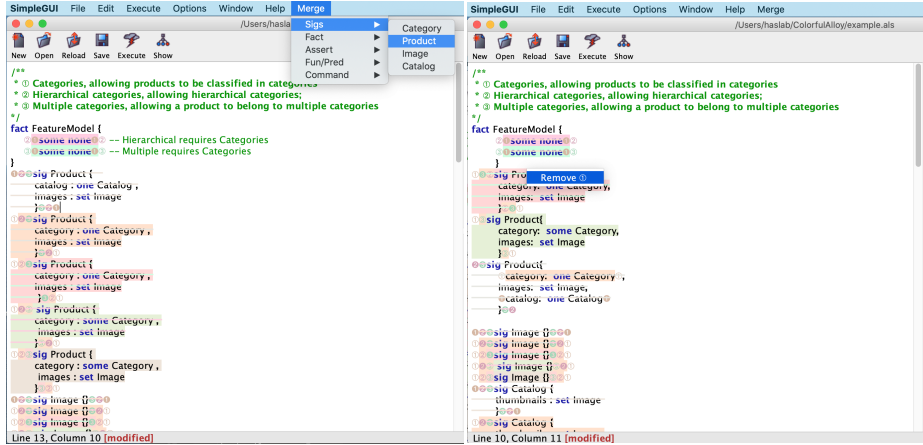 SimpleGUI File Edit Execute Options Window Help Merge
/Users/haslab/
Sigs
Fact
Assert
Fun/Pred
Command
Category
Product
Image
Catalog
New Open Reload Save Execute Show
/**
* ① Categories, allowing products to be classified in categories
* ② Hierarchical categories, allowing hierarchical categories;
* ③ Multiple categories, allowing a product to belong to multiple categories
*/
fact FeatureModel {
some none -- Hierarchical requires Categories
some none -- Multiple requires Categories
}
sig Product {
catalog : one Catalog ,
images : set Image
}
sig Product {
category : one Category ,
images : set Image
}
sig Product {
category : one Category ,
images : set Image
}
sig Product {
category : some Category ,
images : set Image
}
sig Product {
category : some Category ,
images : set Image
}
sig Image {}
sig Image {}
sig Image {}
Line 13, Column 10 [modified]
SimpleGUI File Edit Execute Options Window Help Merge
/Users/haslab/ColorfulAlloy/example.als
New Open Reload Save Execute Show
/**
* ① Categories, allowing products to be classified in categories
* ② Hierarchical categories, allowing hierarchical categories;
* ③ Multiple categories, allowing a product to belong to multiple categories
*/
fact FeatureModel {
some none
some none
}
sig Pro
Remove ①
category: one Category,
images: set Image
}
sig Product{
category: some Category,
images: set Image
}
sig Product{
category: one Category
images: set Image,
catalog: one Catalog
}
sig Image {}
sig Image {}
sig Image {}
sig Image {}
sig Image {}
sig Catalog {
thumbnails : set Image
}
sig Catalog {
Line 10, Column 11 [modified]